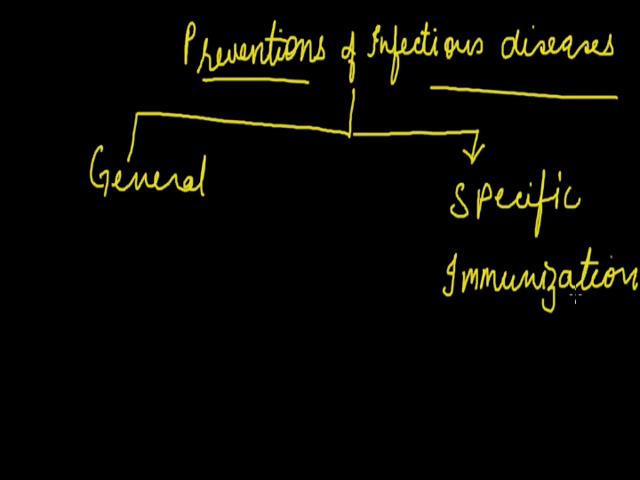 Preventions of Infectious diseases
General
Specific
Immunization